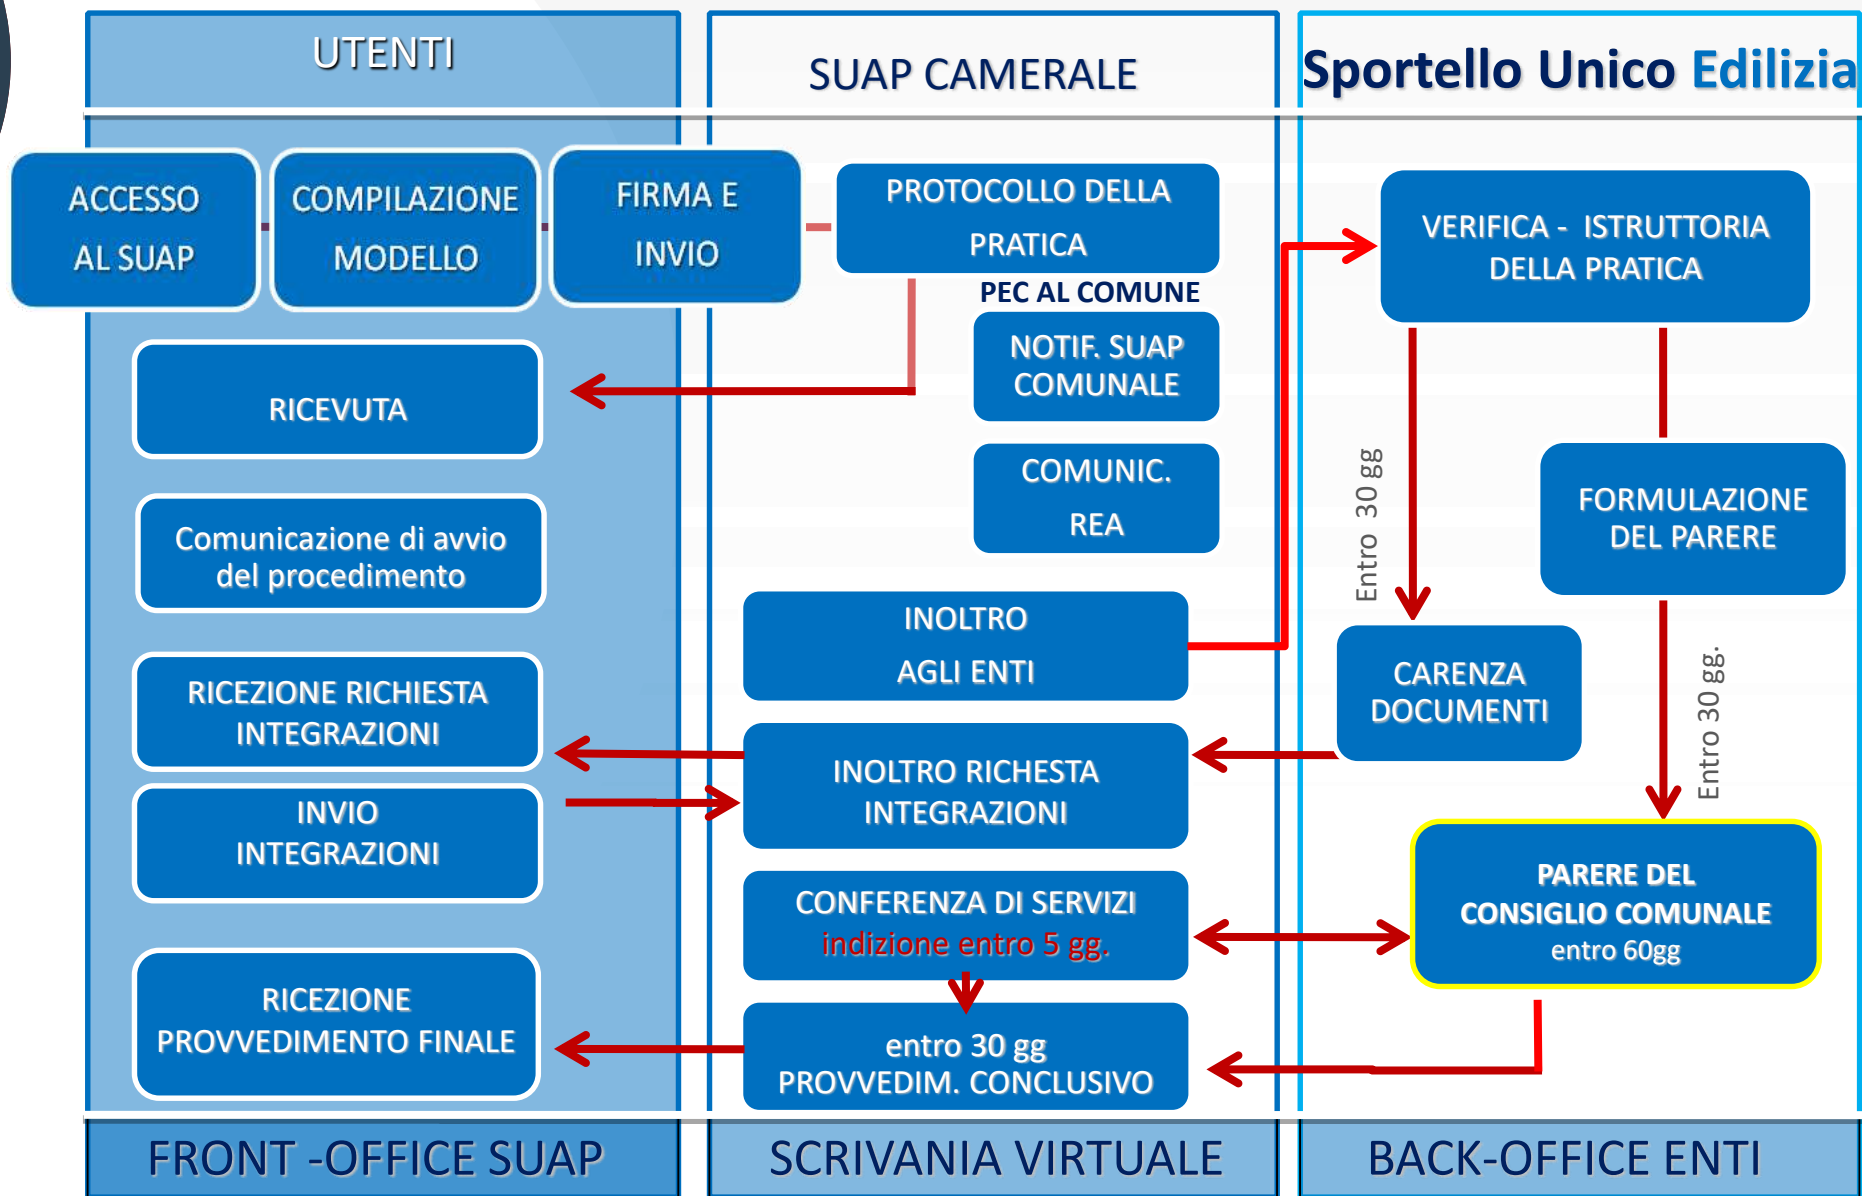 UTENTI
SUAP CAMERALE
Sportello Unico Edilizia
ACCESSO
AL SUAP
COMPILAZIONE
MODELLO
FIRMA E
INVIO
PROTOCOLLO DELLA
PRATICA
PEC AL COMUNE
NOTIF. SUAP
COMUNALE
COMUNIC.
REA
VERIFICA - ISTRUTTORIA
DELLA PRATICA
RICEVUTA
Comunicazione di avvio
del procedimento
Entro 30 gg
FORMULAZIONE
DEL PARERE
INOLTRO
AGLI ENTI
CARENZA
DOCUMENTI
Entro 30 gg.
RICEZIONE RICHIESTA
INTEGRAZIONI
INOLTRO RICHESTA
INTEGRAZIONI
INVIO
INTEGRAZIONI
CONFERENZA DI SERVIZI
indizione entro 5 gg.
PARERE DEL
CONSIGLIO COMUNALE
entro 60gg
RICEZIONE
PROVVEDIMENTO FINALE
entro 30 gg
PROVVEDIM. CONCLUSIVO
FRONT -OFFICE SUAP
SCRIVANIA VIRTUALE
BACK-OFFICE ENTI